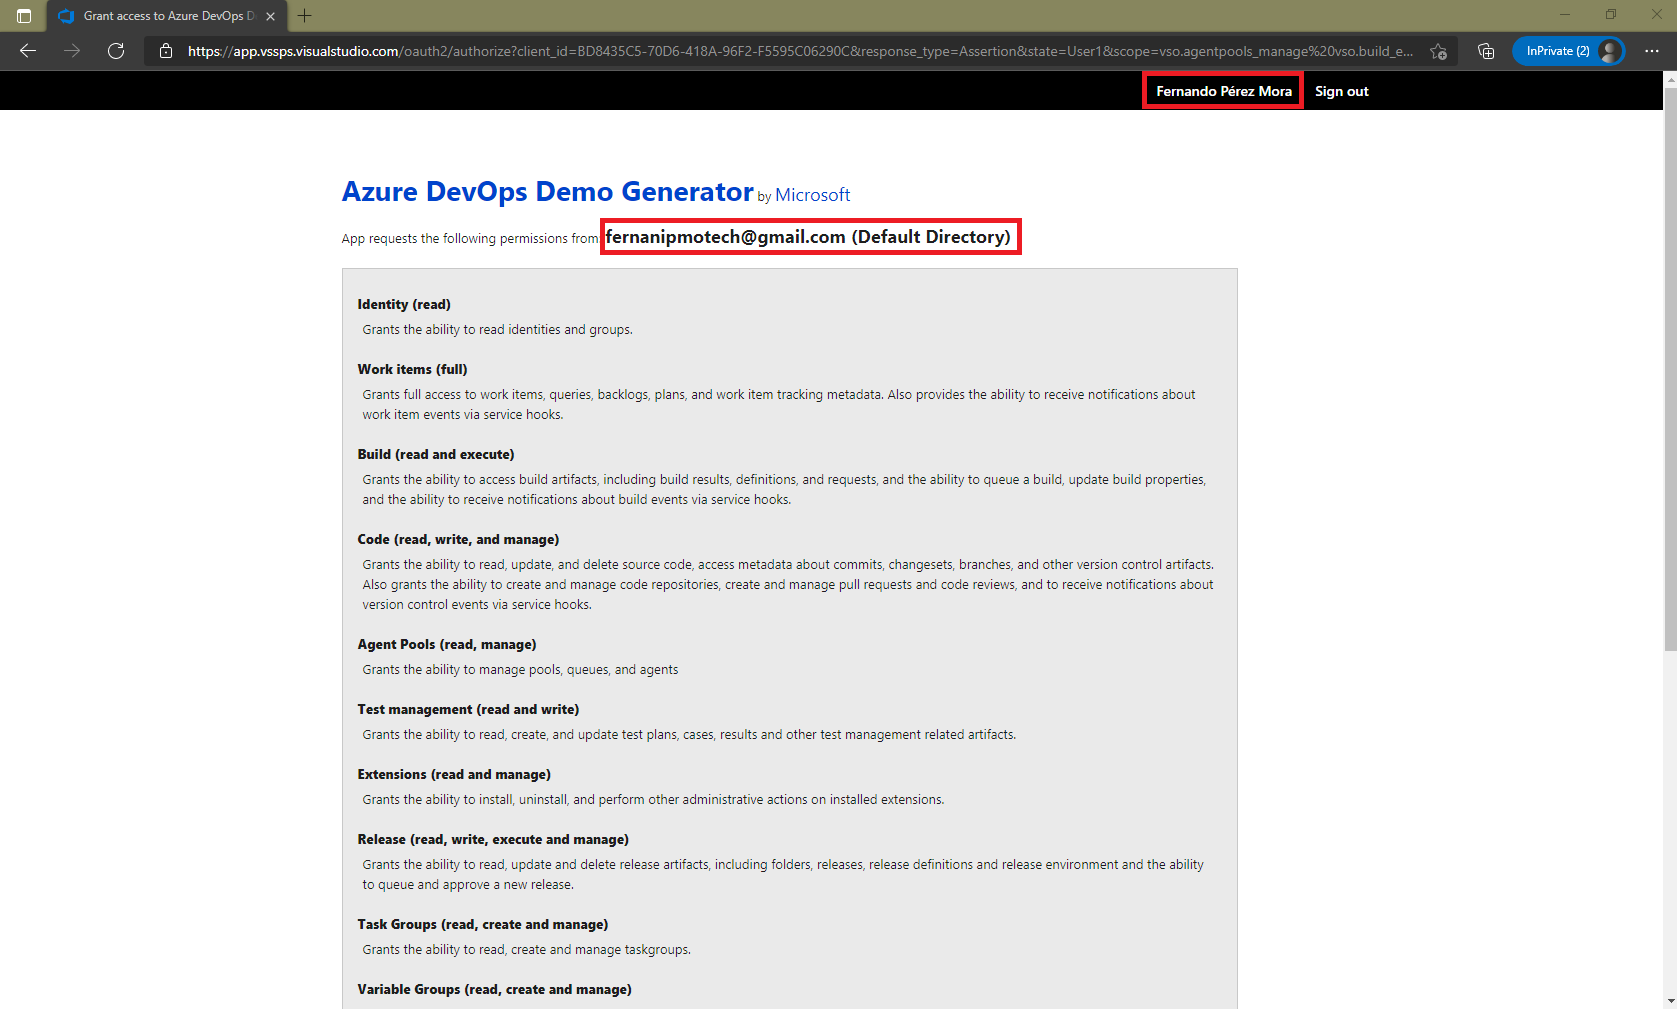 Grant access to Azure DevOps D
https://app.vssps.visualstudio.com/oauth2/authorize?client_id=BD8435C5-70D6-418A-96F2-F5595C06290C&response_type=Assertion&state=User1&scope=vso.agentpools_manage%20vso.build_e...
InPrivate (2)
Fernando Pérez Mora
Sign out
Azure DevOps Demo Generator by Microsoft
App requests the following permissions from: fernanipmotech@gmail.com (Default Directory)
Identity (read)
Grants the ability to read identities and groups.
Work items (full)
Grants full access to work items, queries, backlogs, plans, and work item tracking metadata. Also provides the ability to receive notifications about
work item events via service hooks.
Build (read and execute)
Grants the ability to access build artifacts, including build results, definitions, and requests, and the ability to queue a build, update build properties,
and the ability to receive notifications about build events via service hooks.
Code (read, write, and manage)
Grants the ability to read, update, and delete source code, access metadata about commits, changesets, branches, and other version control artifacts.
Also grants the ability to create and manage code repositories, create and manage pull requests and code reviews, and to receive notifications about
version control events via service hooks.
Agent Pools (read, manage)
Grants the ability to manage pools, queues, and agents
Test management (read and write)
Grants the ability to read, create, and update test plans, cases, results and other test management related artifacts.
Extensions (read and manage)
Grants the ability to install, uninstall, and perform other administrative actions on installed extensions.
Release (read, write, execute and manage)
Grants the ability to read, update and delete release artifacts, including folders, releases, release definitions and release environment and the ability
to queue and approve a new release.
Task Groups (read, create and manage)
Grants the ability to read, create and manage taskgroups.
Variable Groups (read, create and manage)